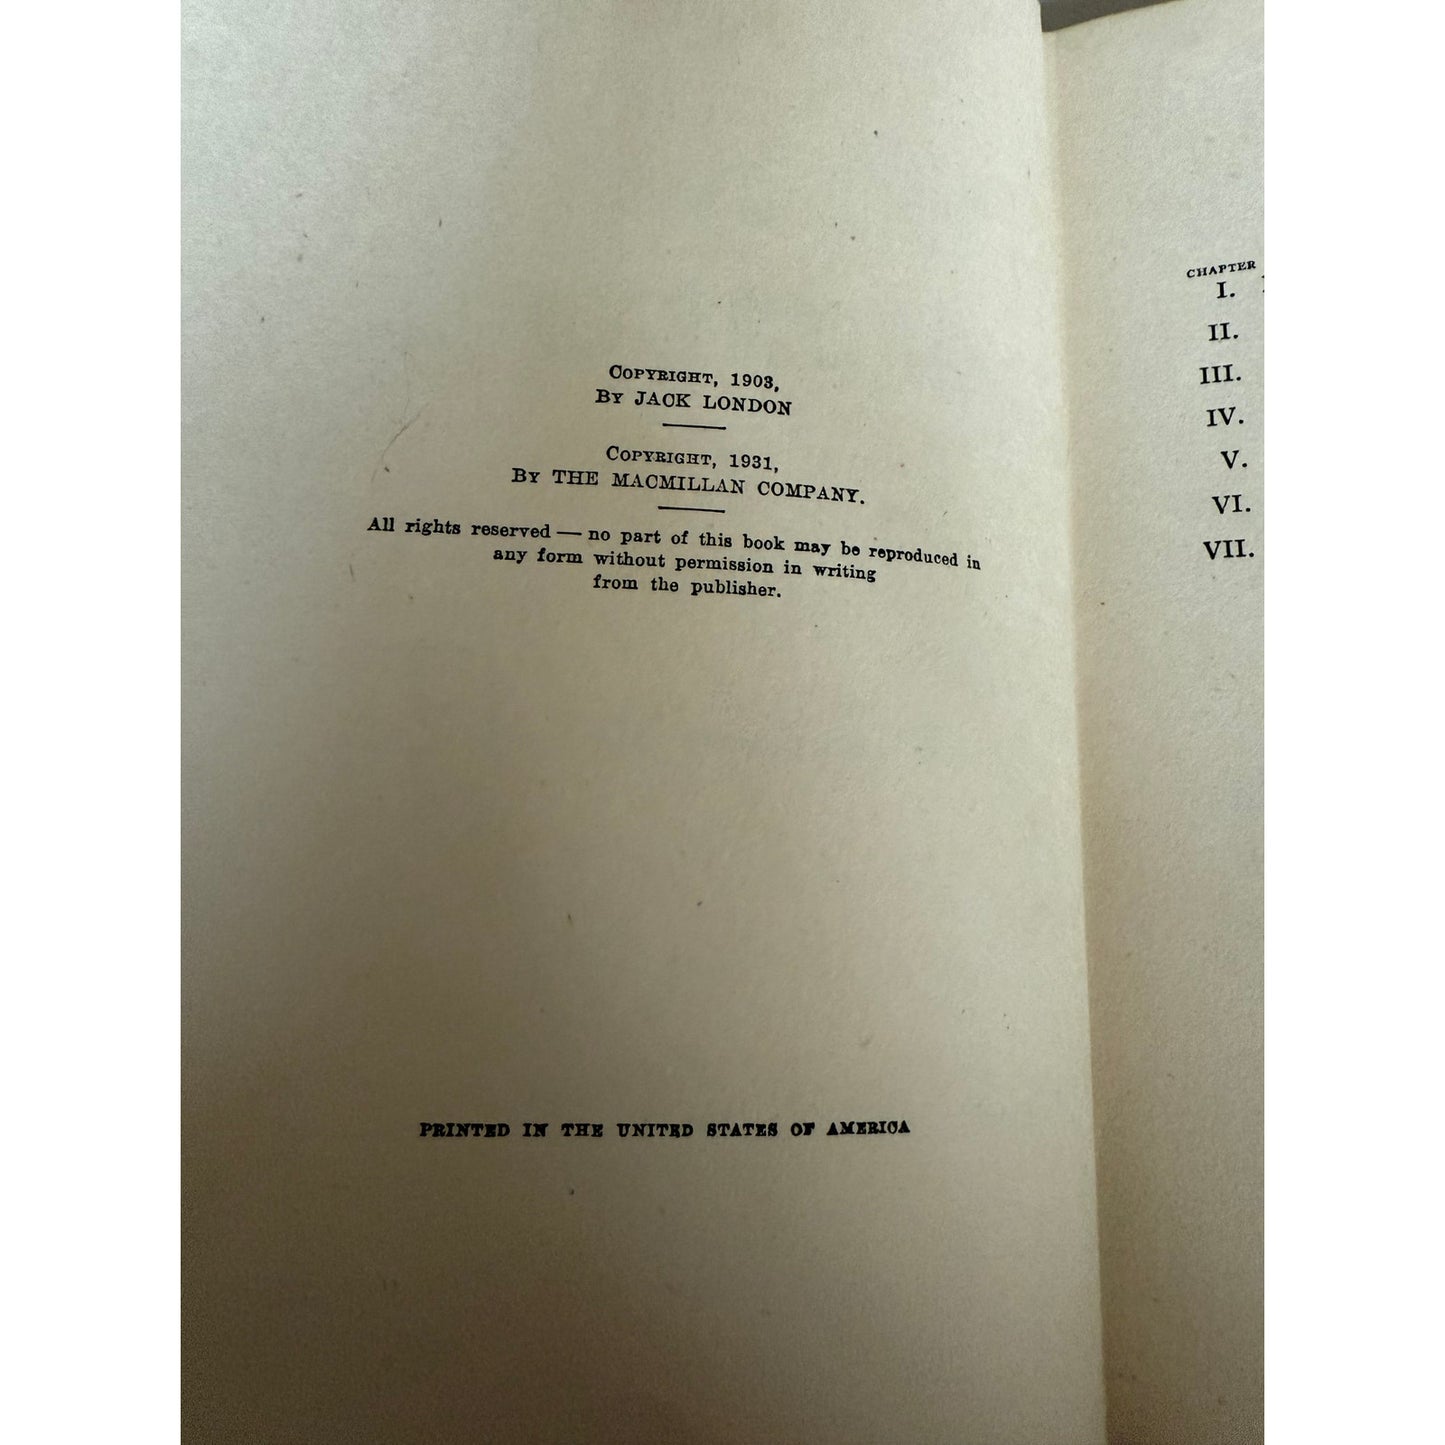 COPYRIGHT, 1903,
BY JACK LONDON
COPYRIGHT, 1931,
BY THE MACMILLAN COMPANY.
All rights reserved — no part of this book may be reproduced in
any form without permission in writing
from the publisher.
PRINTED IN THE UNITED STATES OF AMERICA
CHAPTER
I.
II.
III.
IV.
V.
VI.
VII.